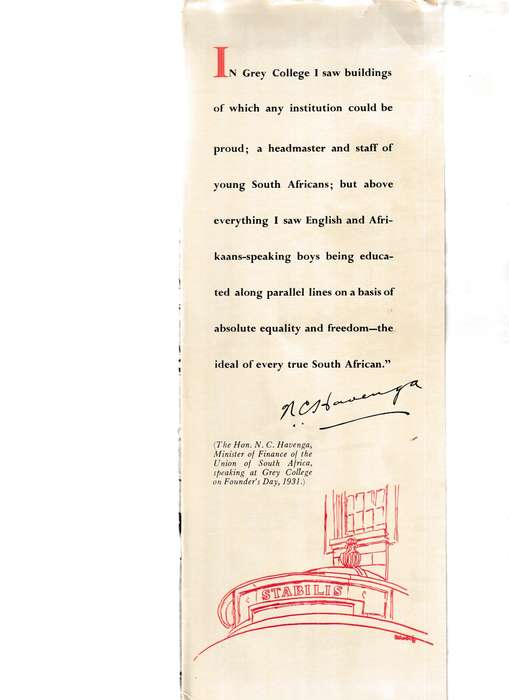 IN Grey College I saw buildings
of which any institution could be
proud; a headmaster and staff of
young South Africans; but above
everything I saw English and Afri-
kaans-speaking boys being educa-
ted along parallel lines on a basis of
absolute equality and freedom—the
ideal of every true South African.”
N. C. Havenga
(The Hon. N. C. Havenga,
Minister of Finance of the
Union of South Africa,
speaking at Grey College
on Founder's Day, 1931.)
STABILIS